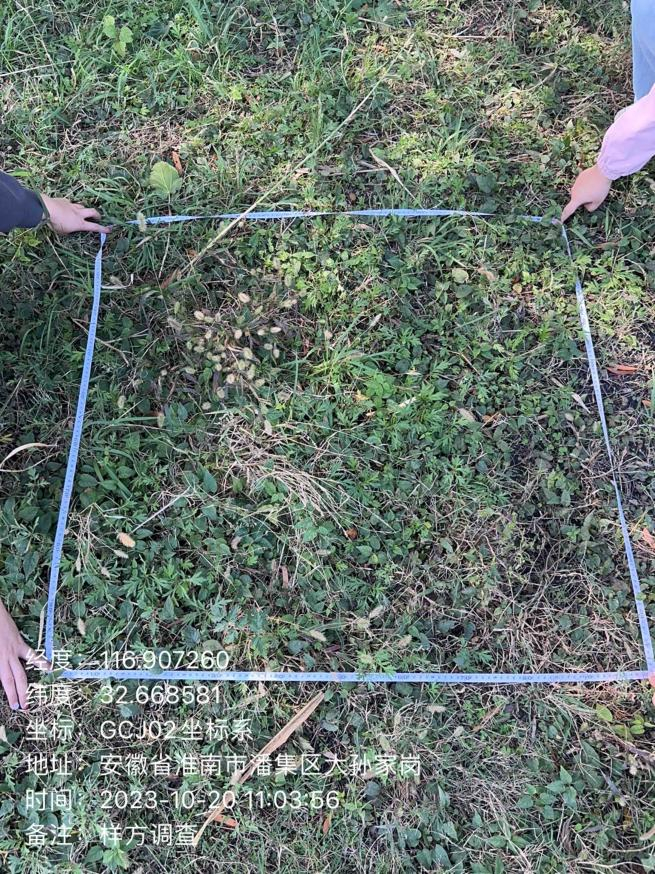 经度：116.907260
纬度：32.668581
坐标：GCJ02坐标系
地址：安徽省淮南市潘集区大孙家岗
时间：2023-10-20 11:03:56
备注：样方调查